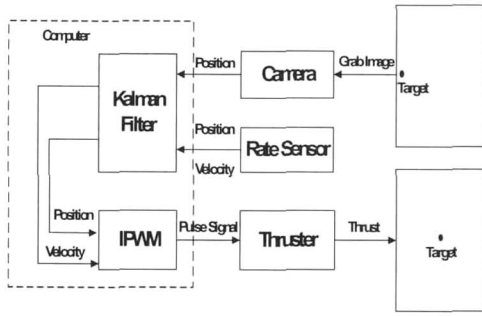 Computer
Position
Camera
Grab Image
Target
Kalman
Filter
Position
Rate Sensor
Velocity
Position
IPWM
Pulse Signal
Thruster
Thrust
Velocity
Target